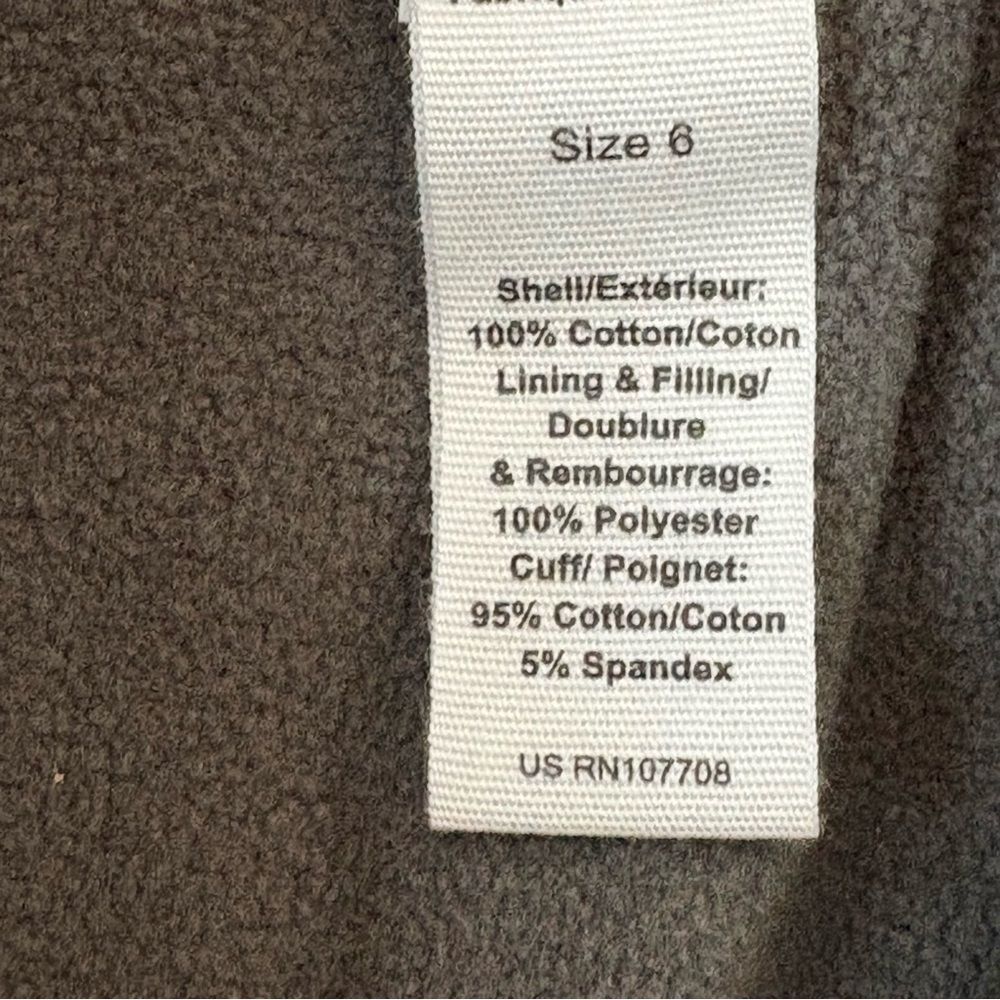 Size 6
Shell/Extérieur:
100% Cotton/Coton
Lining & Filling/
Doublure
& Rembourrage:
100% Polyester
Cuff/ Poignet:
95% Cotton/Coton
5% Spandex
US RN107708